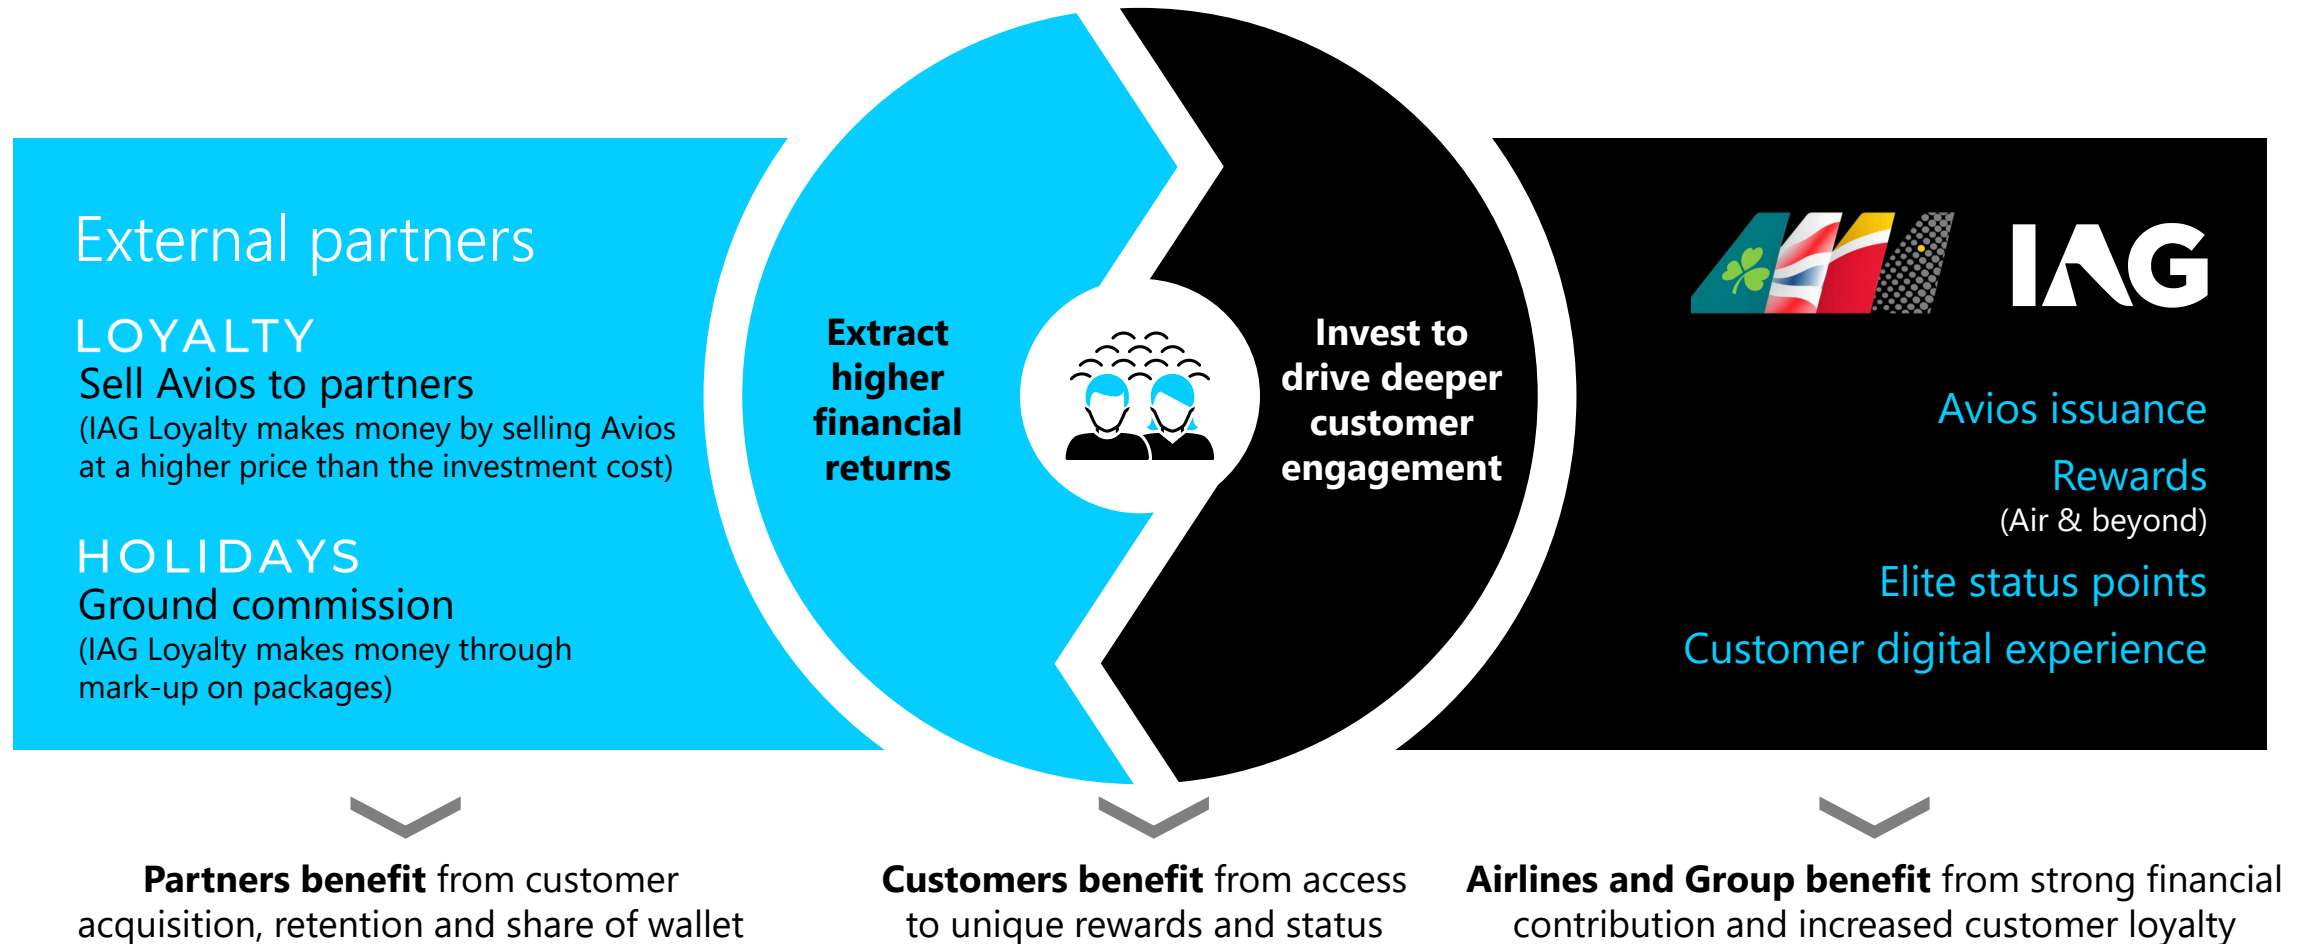 External partners
LOYALTY
Sell Avios to partners
(IAG Loyalty makes money by selling Avios
at a higher price than the investment cost)
HOLIDAYS
Ground commission
(IAG Loyalty makes money through
mark-up on packages)
Extract
higher
financial
returns
Invest to
drive deeper
customer
engagement
IAG
Avios issuance
Rewards
(Air & beyond)
Elite status points
Customer digital experience
Partners benefit from customer
acquisition, retention and share of wallet
Customers benefit from access
to unique rewards and status
Airlines and Group benefit from strong financial
contribution and increased customer loyalty